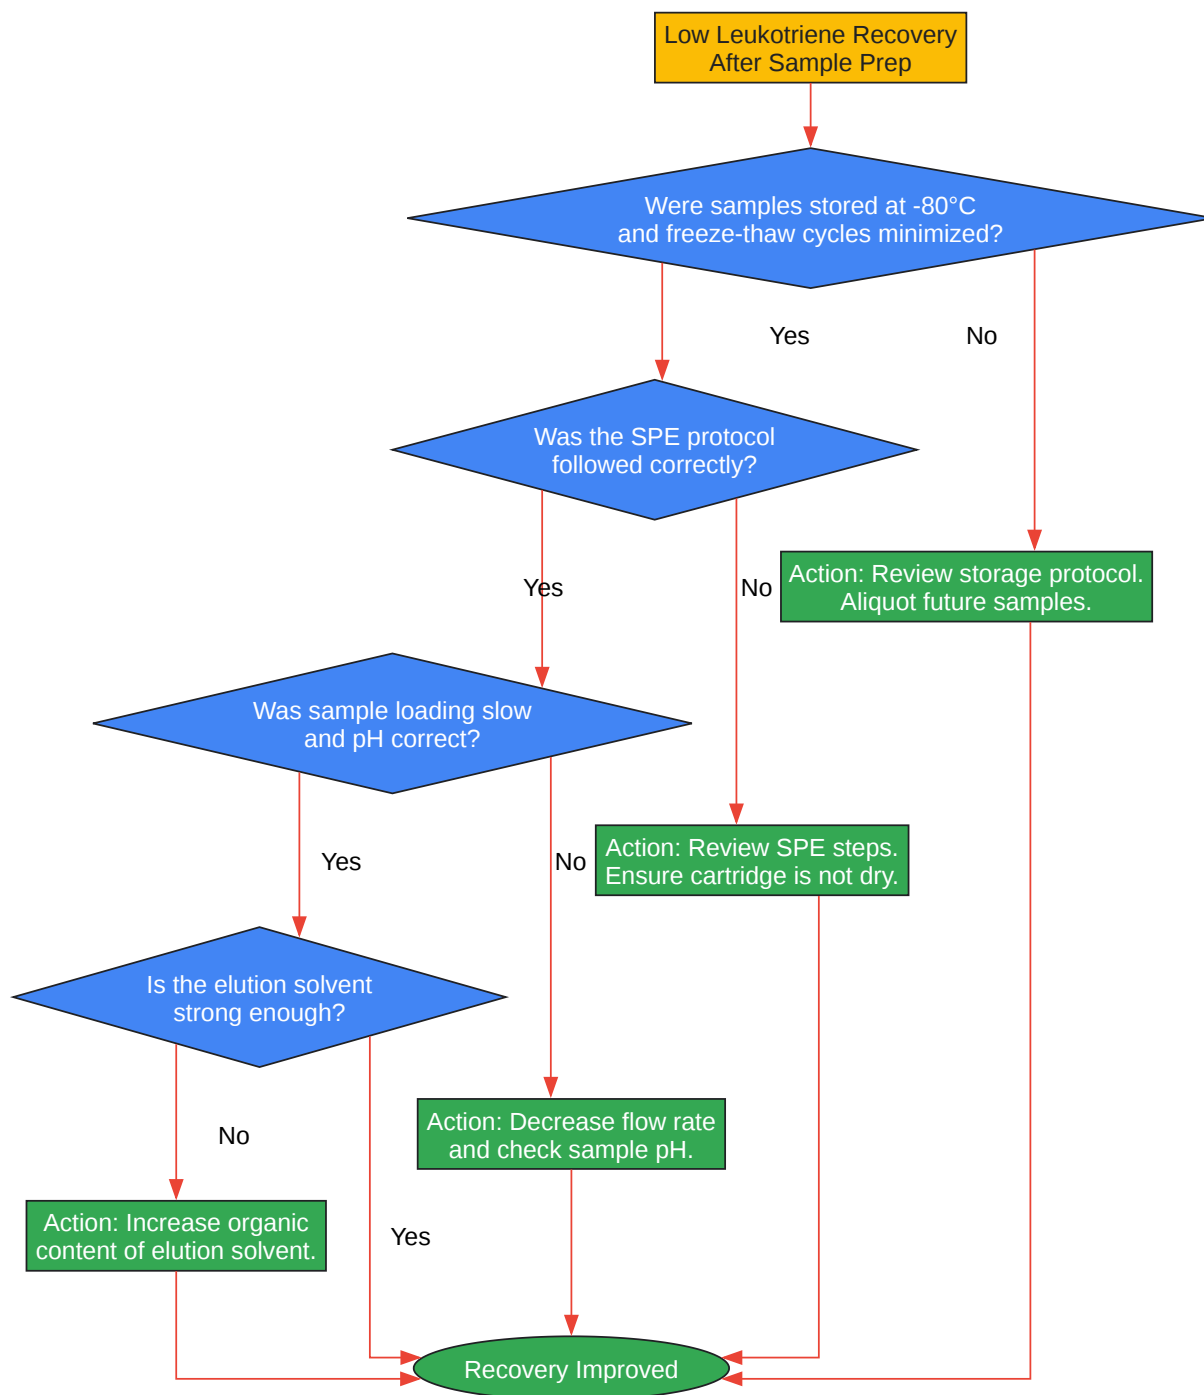 Low Leukotriene Recovery
After Sample Prep
Were samples stored at -80°C
and freeze-thaw cycles minimized?
Yes
No
Was the SPE protocol
followed correctly?
Action: Review storage protocol.
Aliquot future samples.
Yes
No
Was sample loading slow
and pH correct?
Action: Review SPE steps.
Ensure cartridge is not dry.
Yes
No
Is the elution solvent
strong enough?
Action: Decrease flow rate
and check sample pH.
No
Yes
Action: Increase organic
content of elution solvent.
Recovery Improved